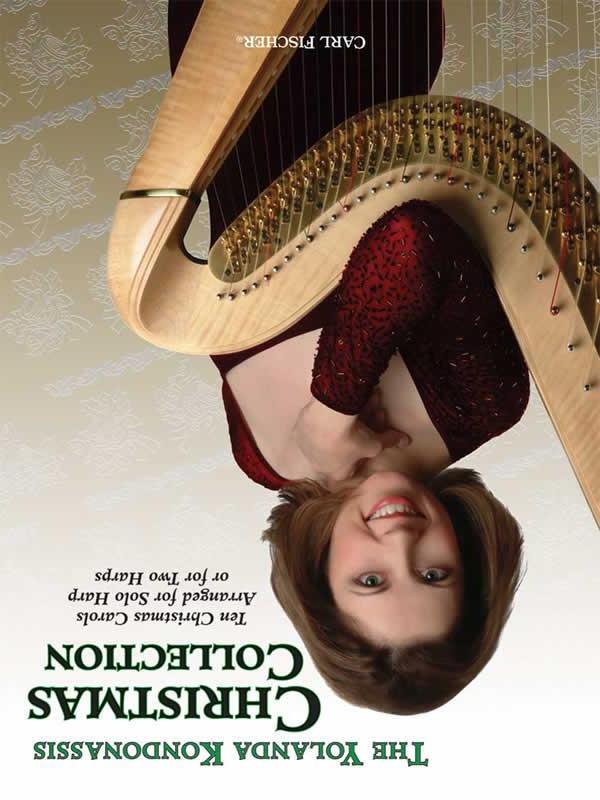 THE YOLANDA KONDONASSIS
CHRISTMAS
COLLECTION
Ten Christmas Carols
Arranged for Solo Harp
or for Two Harps
CARL FISCHER®